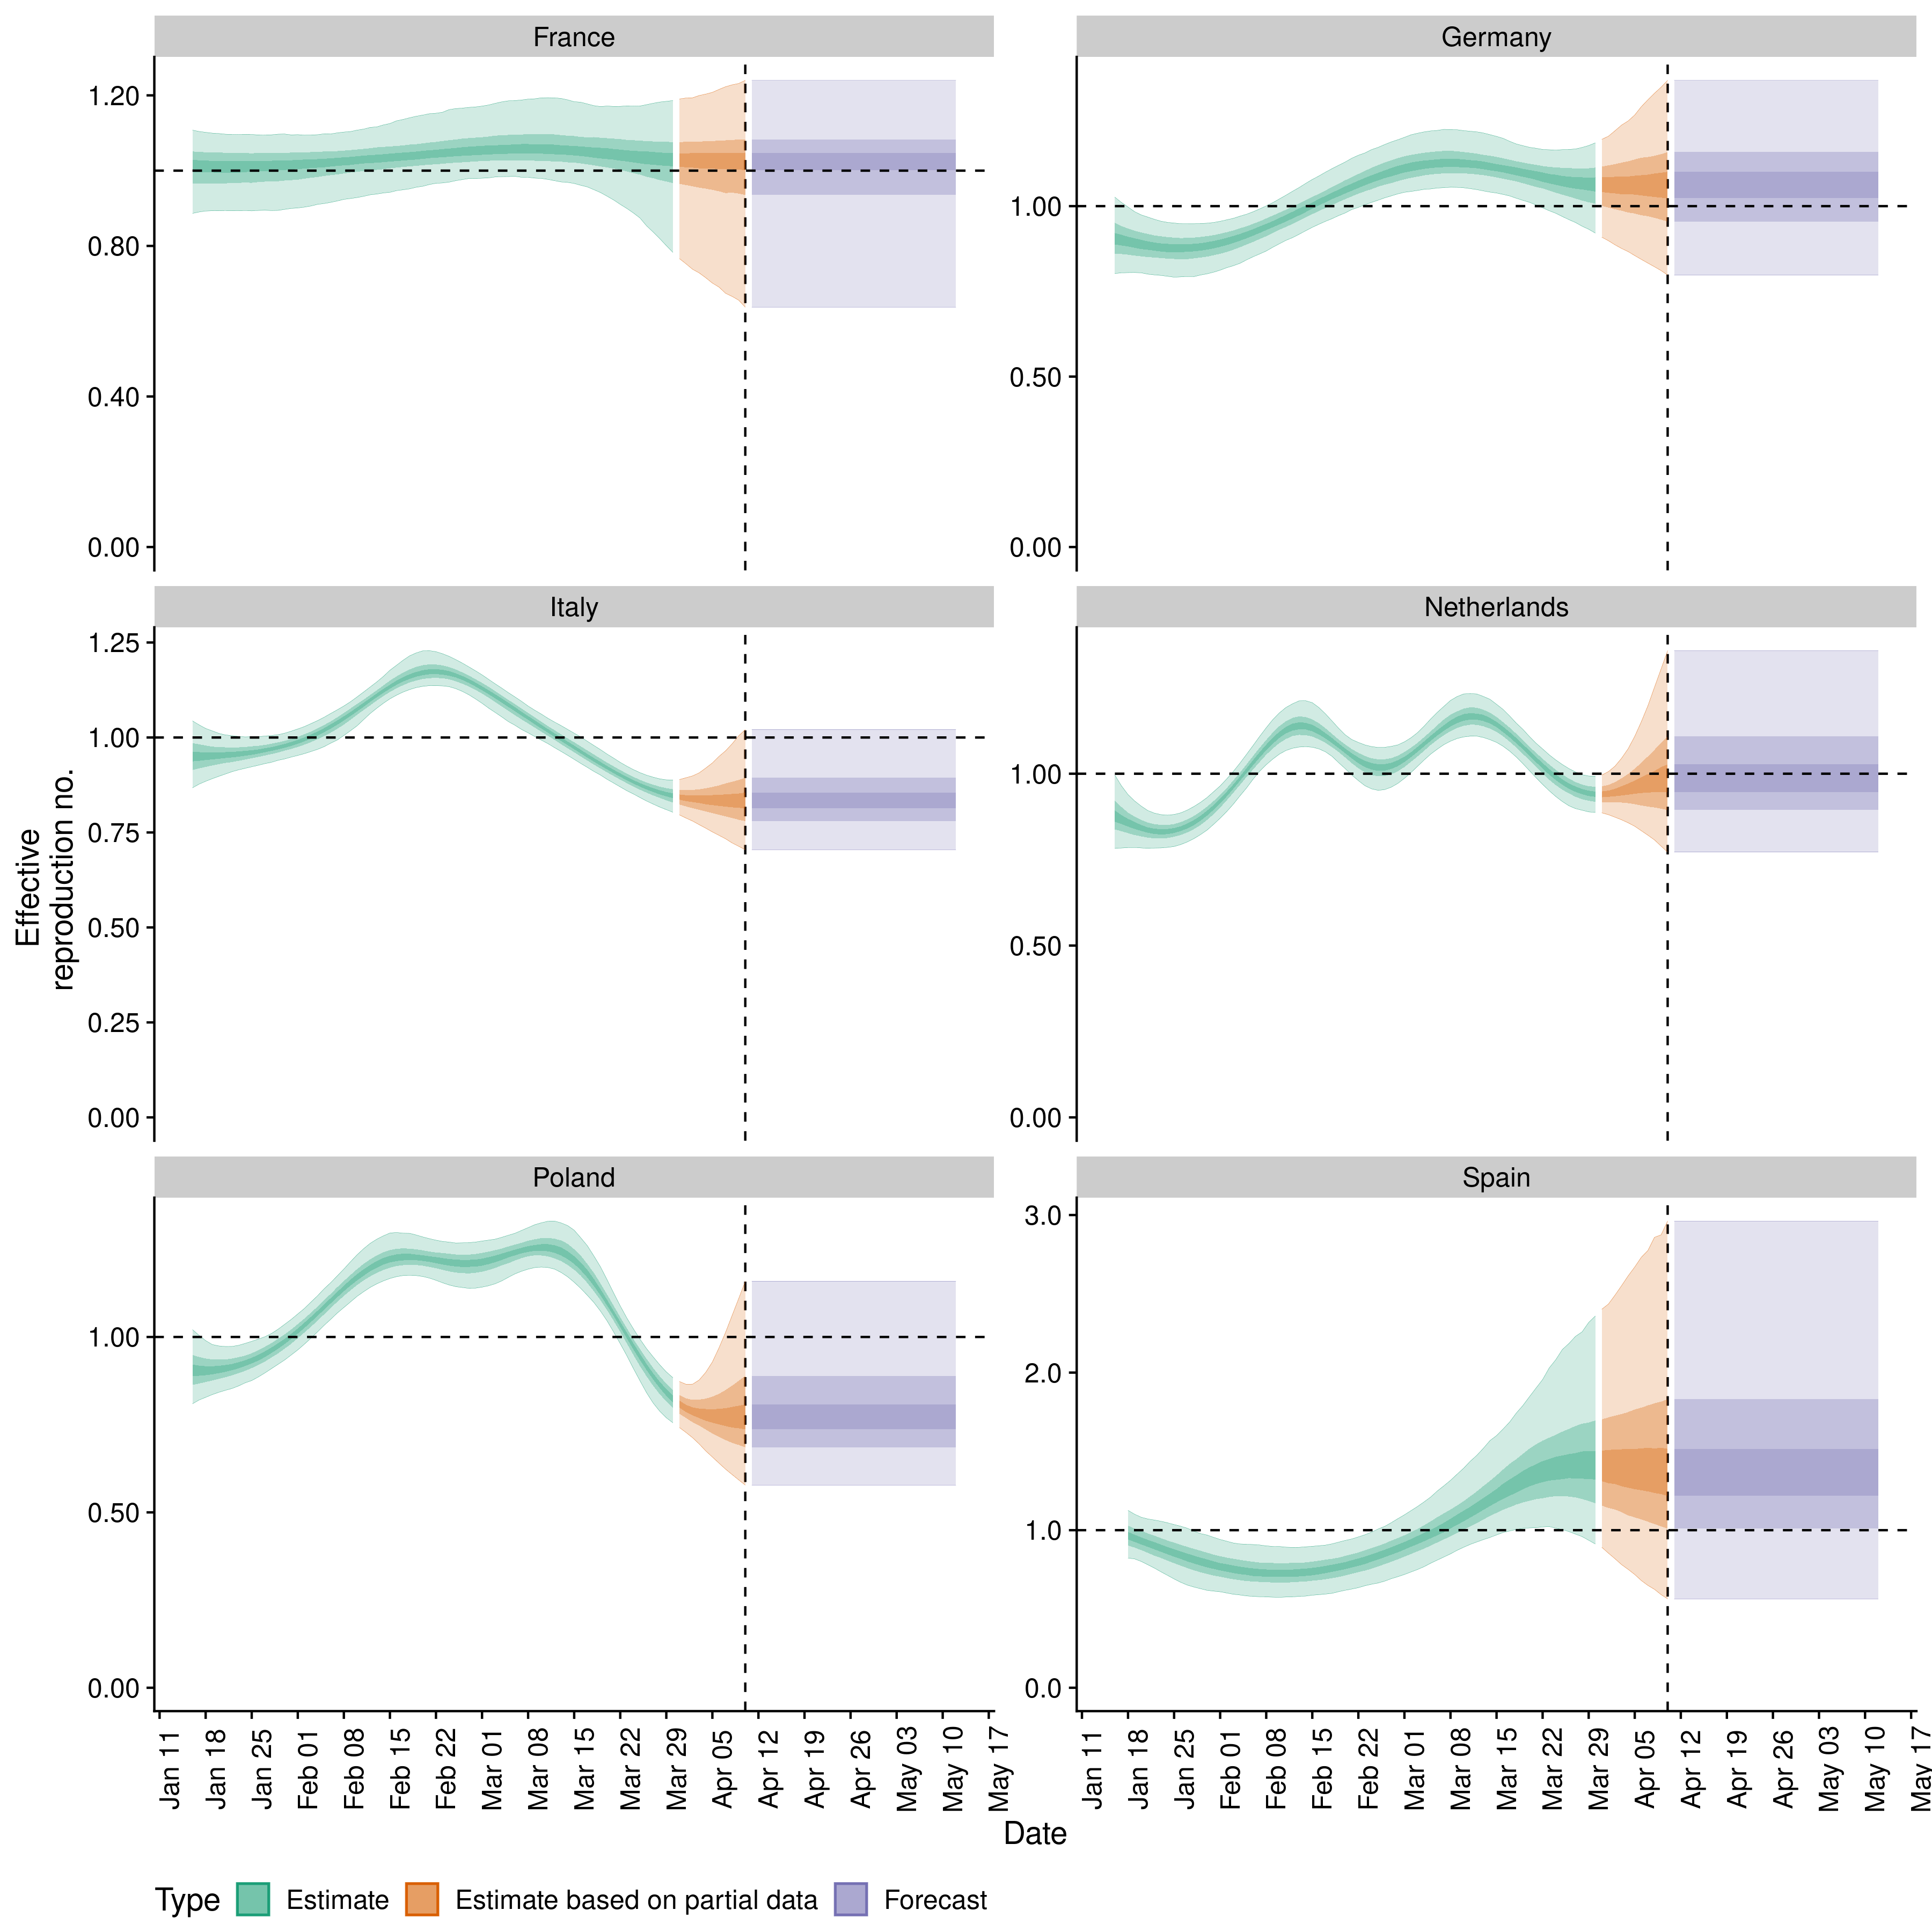 France
Germany
1.20
0.80
0.40
0.00
1.00
0.50
0.00
Italy
Netherlands
1.25
1.00
0.75
0.50
0.25
0.00
1.00
0.50
0.00
Effective
reproduction no.
Poland
Spain
1.00
0.50
0.00
3.0
2.0
1.0
0.0
Jan 11
Jan 18
Jan 25
Feb 01
Feb 08
Feb 15
Feb 22
Mar 01
Mar 08
Mar 15
Mar 22
Mar 29
Apr 05
Apr 12
Apr 19
Apr 26
May 03
May 10
May 17
Jan 11
Jan 18
Jan 25
Feb 01
Feb 08
Feb 15
Feb 22
Mar 01
Mar 08
Mar 15
Mar 22
Mar 29
Apr 05
Apr 12
Apr 19
Apr 26
May 03
May 10
May 17
Date
Type Estimate Estimate based on partial data Forecast